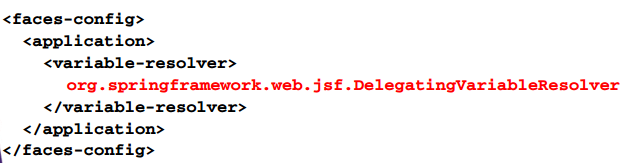 <faces-config>
<application>
<variable-resolver>
org.springframework.web.jsf.DelegatingVariableResolver
</variable-resolver>
</application>
</faces-config>